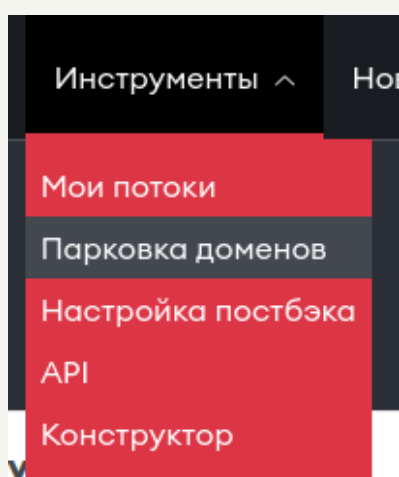 Инструменты
Мои потоки
Парковка доменов
Настройка постбэка
API
Конструктор